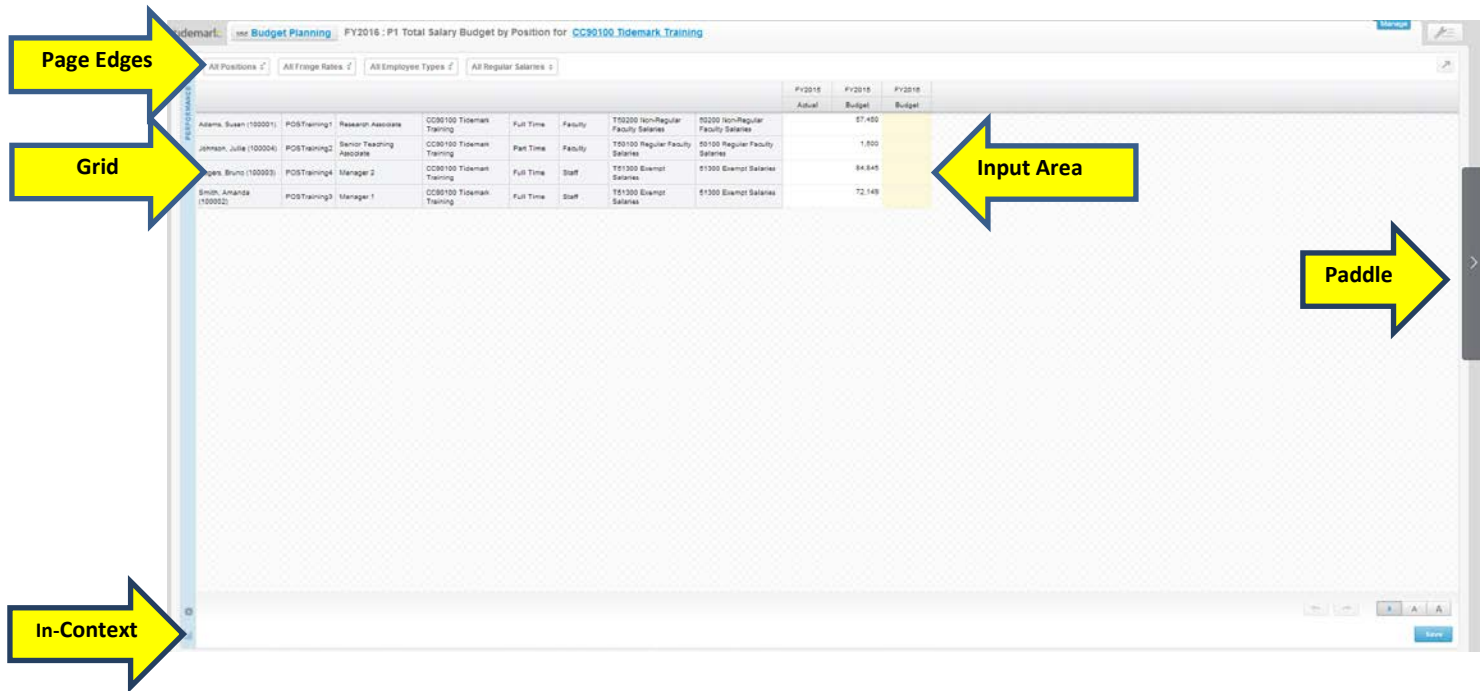 Manage
Budget Planning FY2016 : P1 Total Salary Budget by Position for CC90100 Tidemark Training
Page Edges
All Positions All Fringe Rates All Employee Types All Regular Salaries
PERFORMANCE
FY2015 FY2015 FY2016
Actual Budget Budget
Adams, Susan (100001) POSTraining1 Research Associate CC90100 Tidemark Training Full Time Faculty T50200 Non-Regular Faculty Salaries 50200 Non-Regular Faculty Salaries 57,450
Johnson, Julie (100004) POSTraining2 Senior Teaching Associate CC90100 Tidemark Training Part Time Faculty T50100 Regular Faculty Salaries 50100 Regular Faculty Salaries 1,500
Grid
Bruno (100003) POSTraining4 Manager 2 CC90100 Tidemark Training Full Time Staff T51300 Exempt Salaries 51300 Exempt Salaries
Input Area
Smith, Amanda (100002) POSTraining3 Manager 1 CC90100 Tidemark Training Full Time Staff T51300 Exempt Salaries 51300 Exempt Salaries
Paddle
A A A
In-Context
Save